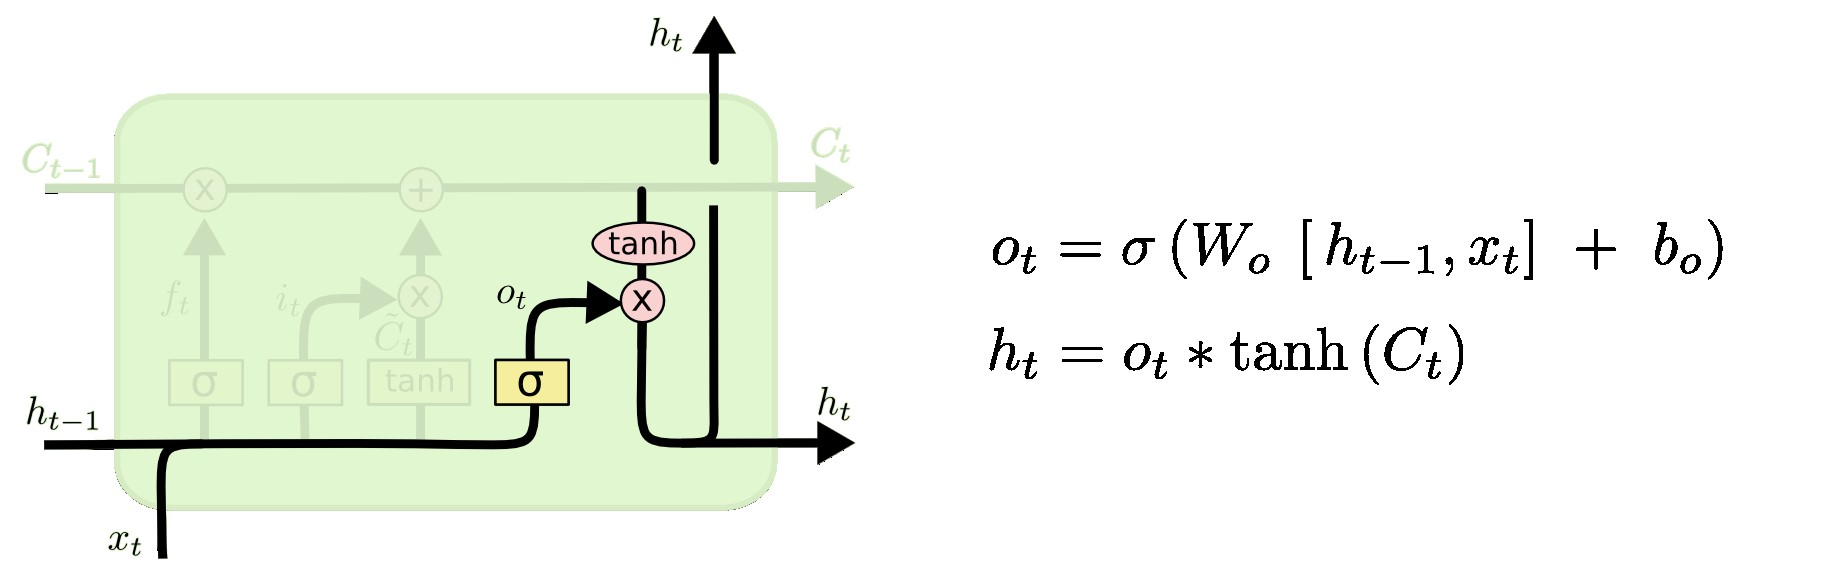 h_t
C_{t-1}
C_t
x
+
tanh
f_t
i_t
x
o_t
x
C̃_t
σ
σ
tanh
σ
h_{t-1}
h_t
x_t
o_t = σ (W_o [ h_{t-1}, x_t] + b_o)
h_t = o_t * tanh (C_t)